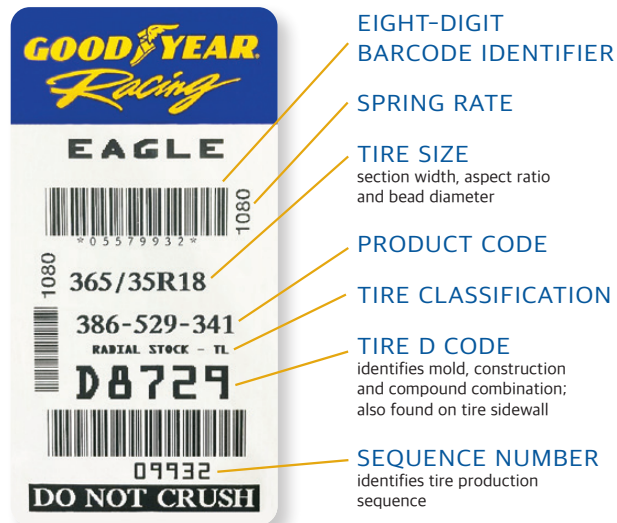 GOOD YEAR.
Racing
EAGLE
1080
*05579932*
1080
365/35R18
386-529-341
RADIAL STOCK - TL
D8729
09932
DO NOT CRUSH
EIGHT-DIGIT
BARCODE IDENTIFIER
SPRING RATE
TIRE SIZE
section width, aspect ratio
and bead diameter
PRODUCT CODE
TIRE CLASSIFICATION
TIRE D CODE
identifies mold, construction
and compound combination;
also found on tire sidewall
SEQUENCE NUMBER
identifies tire production
sequence